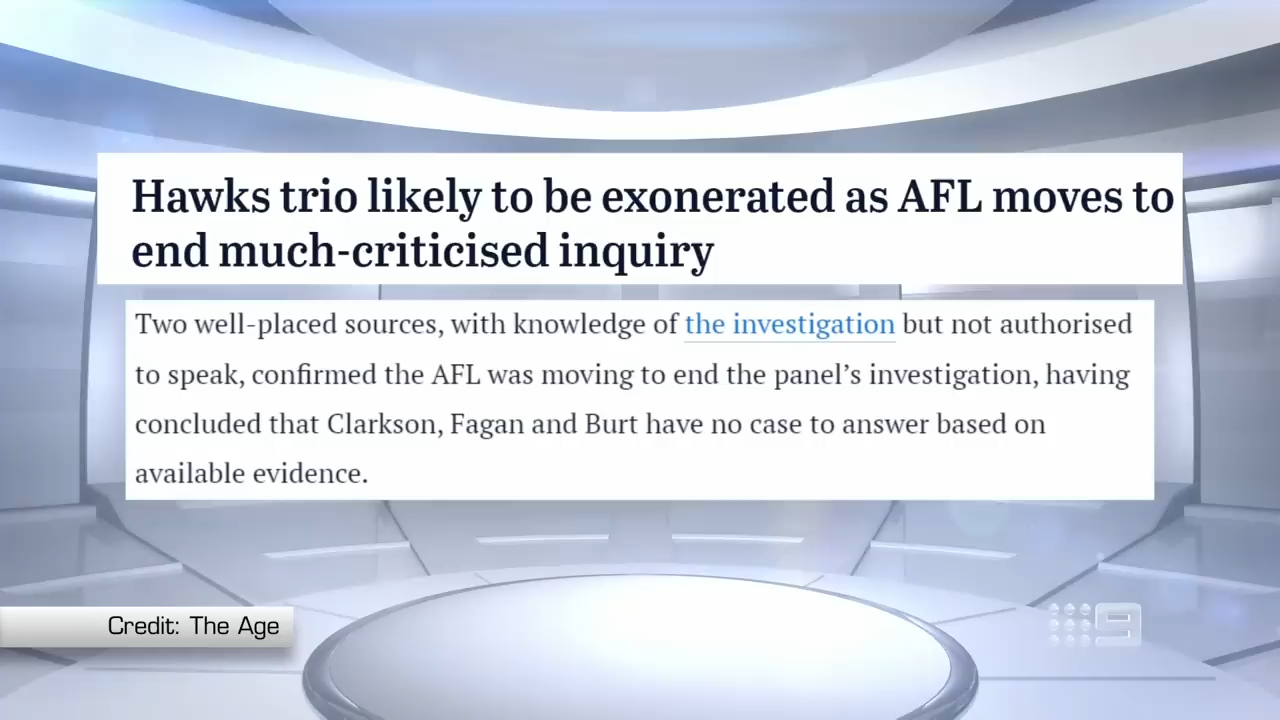 Hawks trio likely to be exonerated as AFL moves to
end much-criticised inquiry
Two well-placed sources, with knowledge of the investigation but not authorised
to speak, confirmed the AFL was moving to end the panel’s investigation, having
concluded that Clarkson, Fagan and Burt have no case to answer based on
available evidence.
Credit: The Age
9